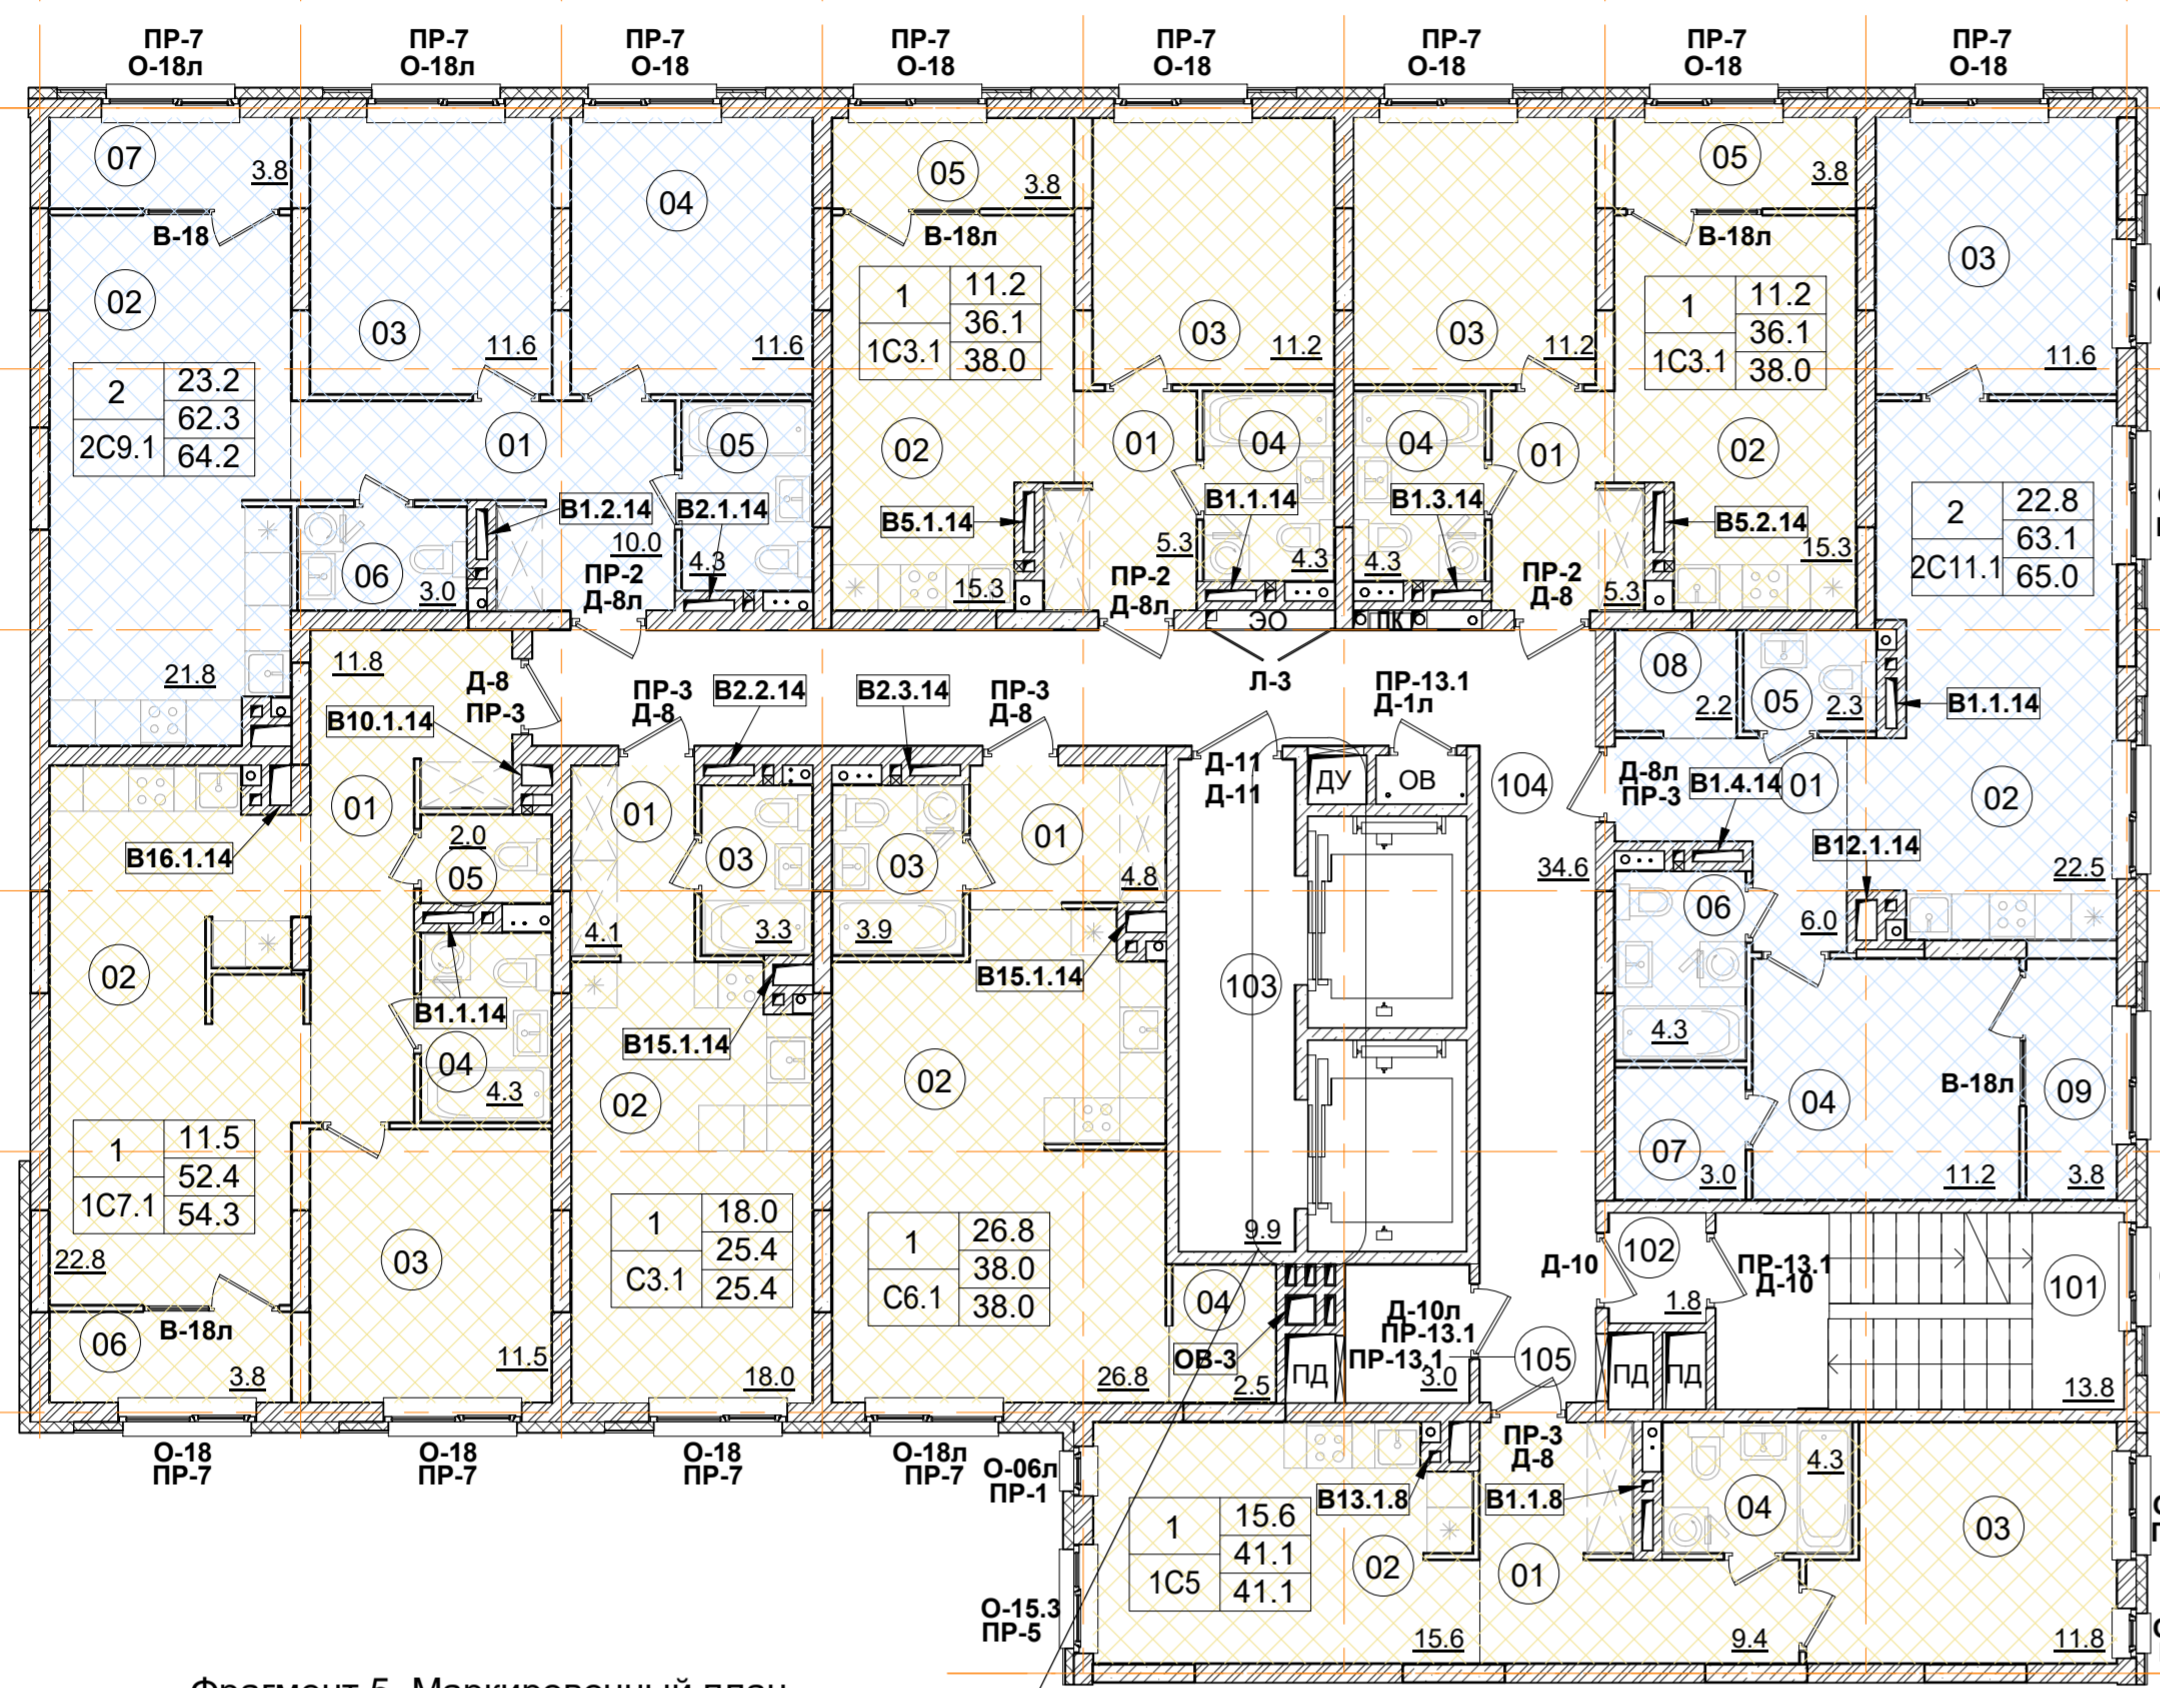 ПР-7 ПР-7 ПР-7 ПР-7 ПР-7 ПР-7 ПР-7 ПР-7
О-18л О-18л О-18 О-18 О-18 О-18 О-18 О-18
07 3.8
В-18
02
2 23.2
62.3
2С9.1 64.2
21.8
03 11.6
04 11.6
01
10.0
05 4.3
06 3.0
В1.2.14
В2.1.14
ПР-2
Д-8л
05 3.8
В-18л
1 11.2
36.1
1С3.1 38.0
02
15.3
В5.1.14
03 11.2
01
5.3
04
В1.1.14
4.3
ПР-2
Д-8л
ЭО
03 11.2
04
В1.3.14
4.3
01
ПР-2
Д-8
5.3
ПК
05 3.8
В-18л
1 11.2
36.1
1С3.1 38.0
02
В5.2.14
15.3
03
11.6
2 22.8
63.1
2С11.1 65.0
08 2.2
05 2.3
В1.1.14
Д-8л
ПР-3
В1.4.14
01
В12.1.14
02
22.5
06
6.0
4.3
04
В-18л
09
07 3.0
11.2
3.8
11.8
Д-8
ПР-3
В10.1.14
01
В16.1.14
2.0
05
02
В1.1.14
04
4.3
1 11.5
52.4
1С7.1 54.3
22.8
В-18л
06 3.8
03
11.5
ПР-3
Д-8
В2.2.14
В2.3.14
ПР-3
Д-8
01
03
4.1 3.3
В15.1.14
02
1 18.0
25.4
С3.1 25.4
18.0
03
01
4.8
3.9
В15.1.14
02
1 26.8
38.0
С6.1 38.0
26.8
04
2.5
ОВ-3
Л-3
ПР-13.1
Д-1л
Д-11
Д-11
ДУ ОВ
103
9.9
104
34.6
Д-10
102
1.8
ПР-13.1
Д-10
101
13.8
Д-10л
ПР-13.1
ПР-13.1
3.0
105
ПД
ПД ПД
О-18 О-18 О-18 О-18л
ПР-7 ПР-7 ПР-7 ПР-7
О-06л
ПР-1
О-15.3
ПР-5
ПР-3
Д-8
В13.1.8
В1.1.8
1 15.6
41.1
1С5 41.1
02
15.6
01
9.4
04
4.3
03
11.8
Фрагмент 5. Маркировочный план